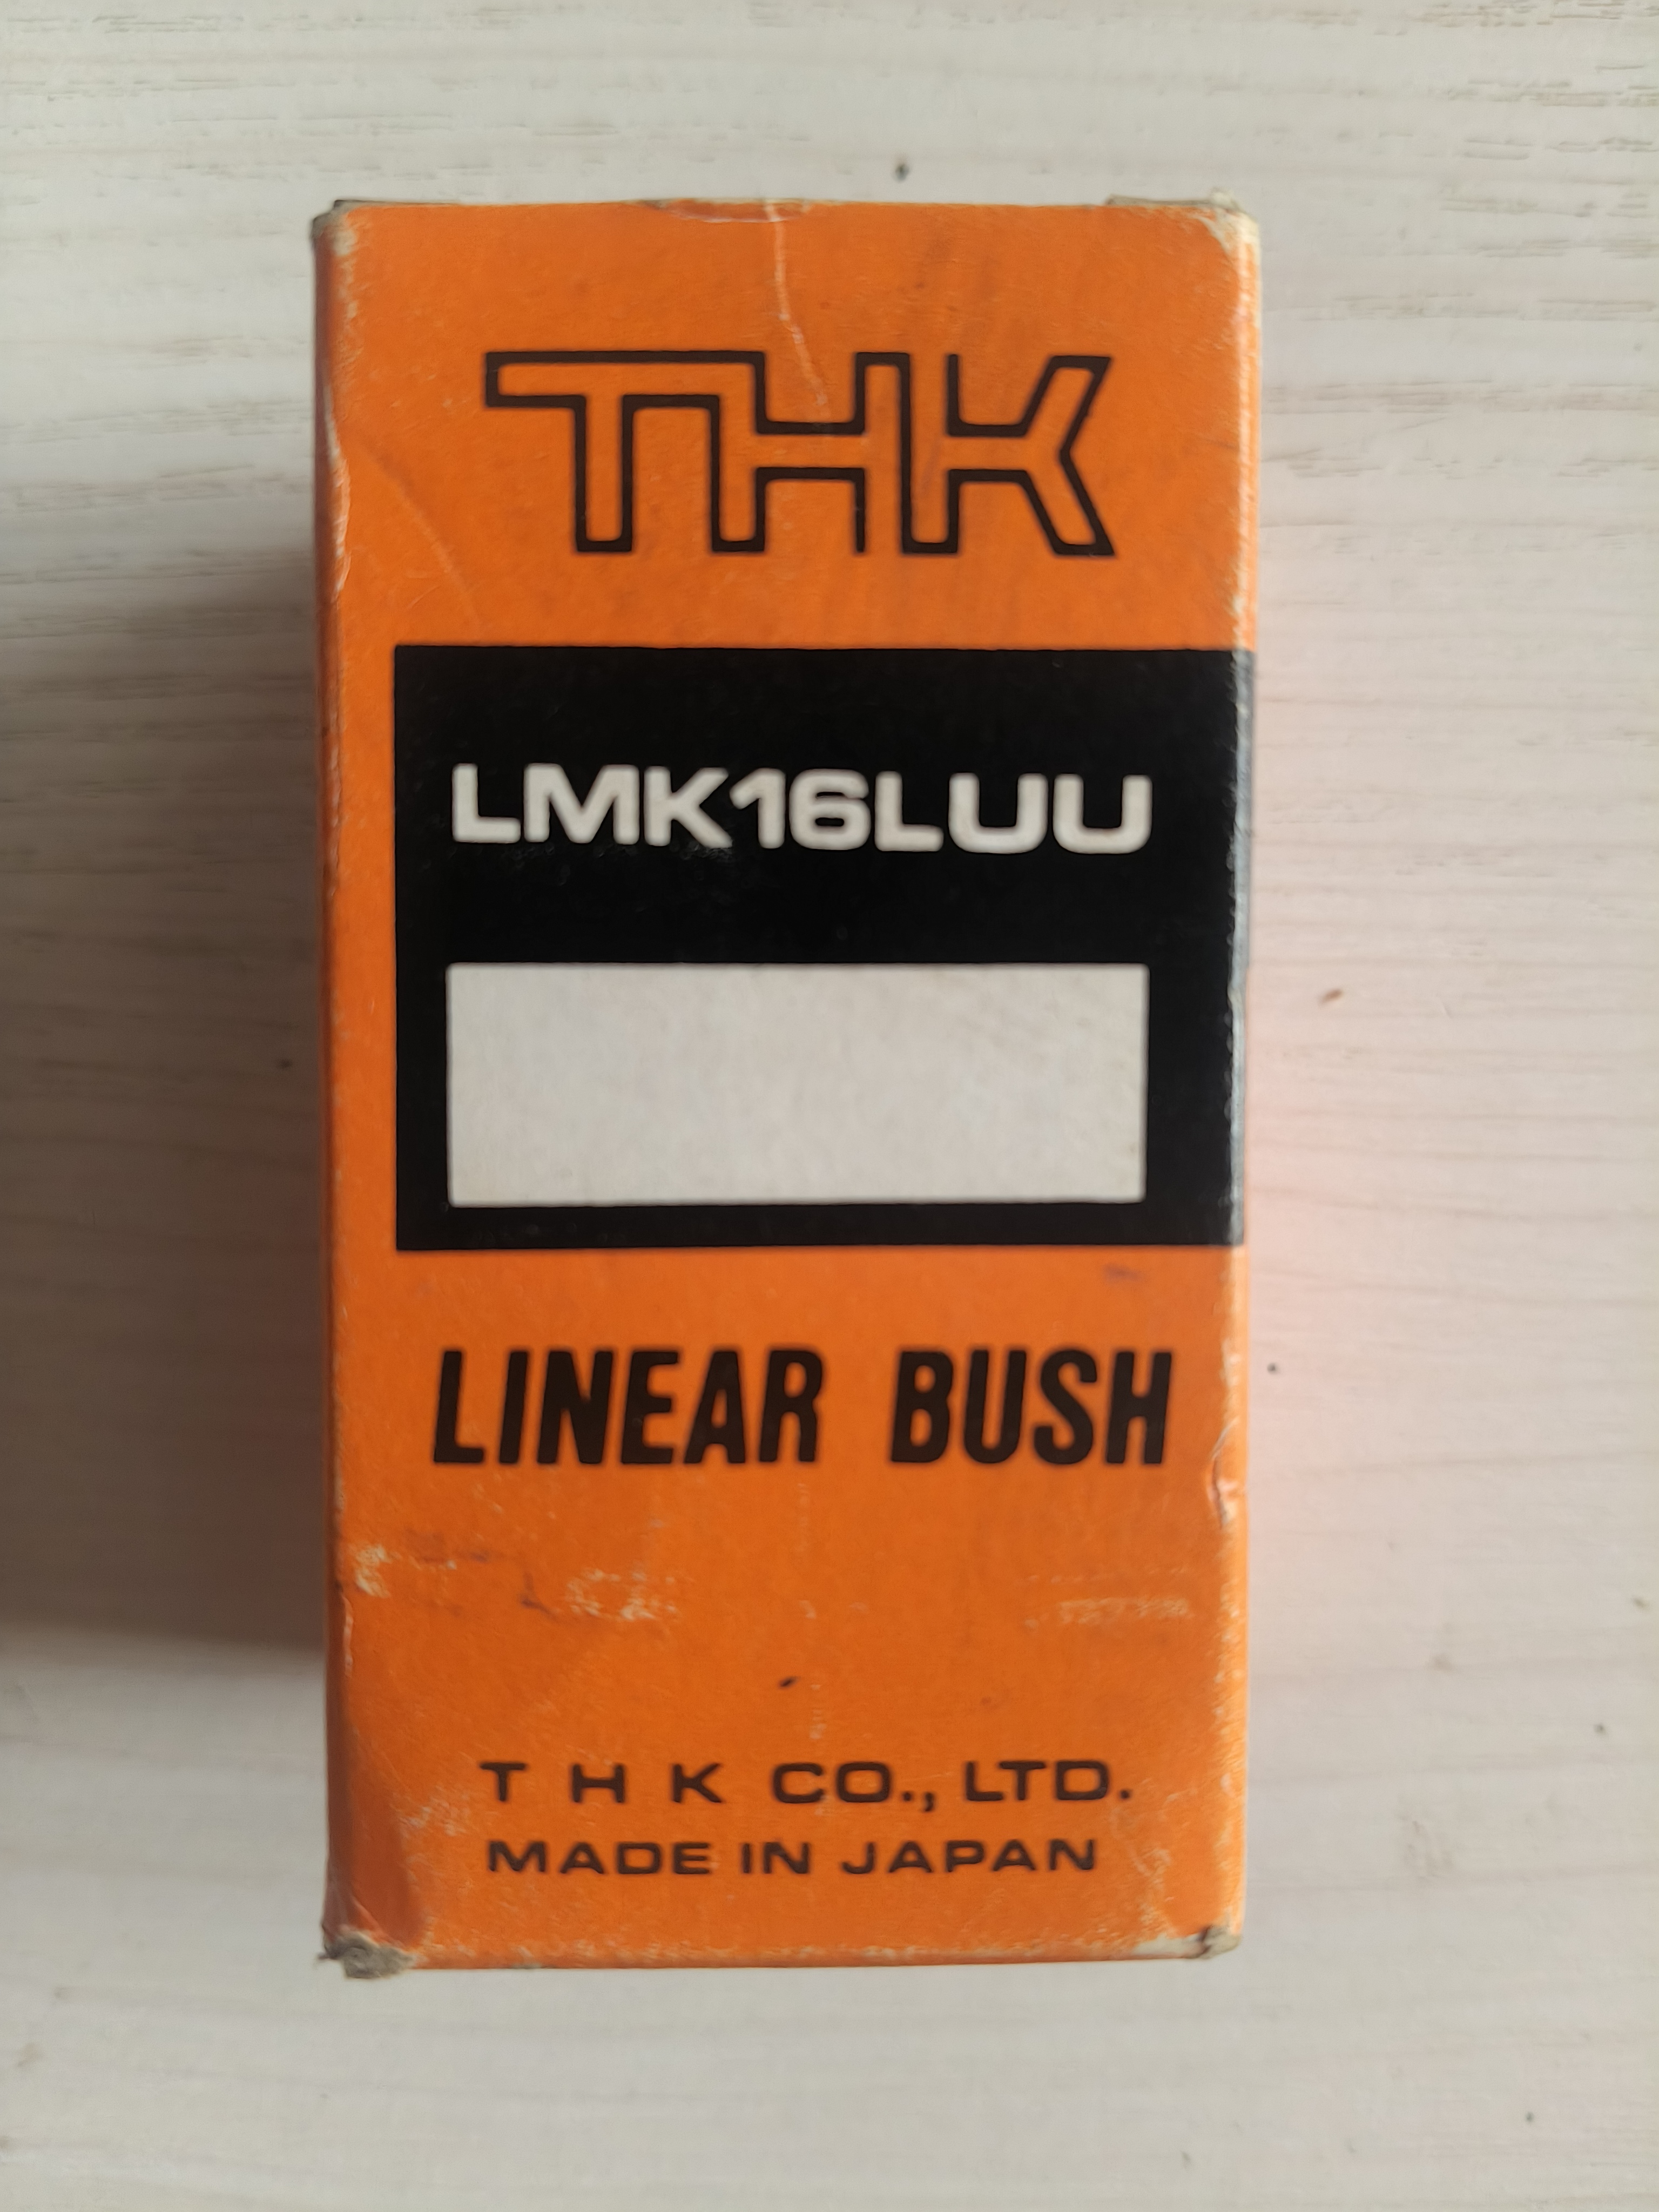 THK
LMK16LUU
LINEAR BUSH
T H K CO., LTD.
MADE IN JAPAN